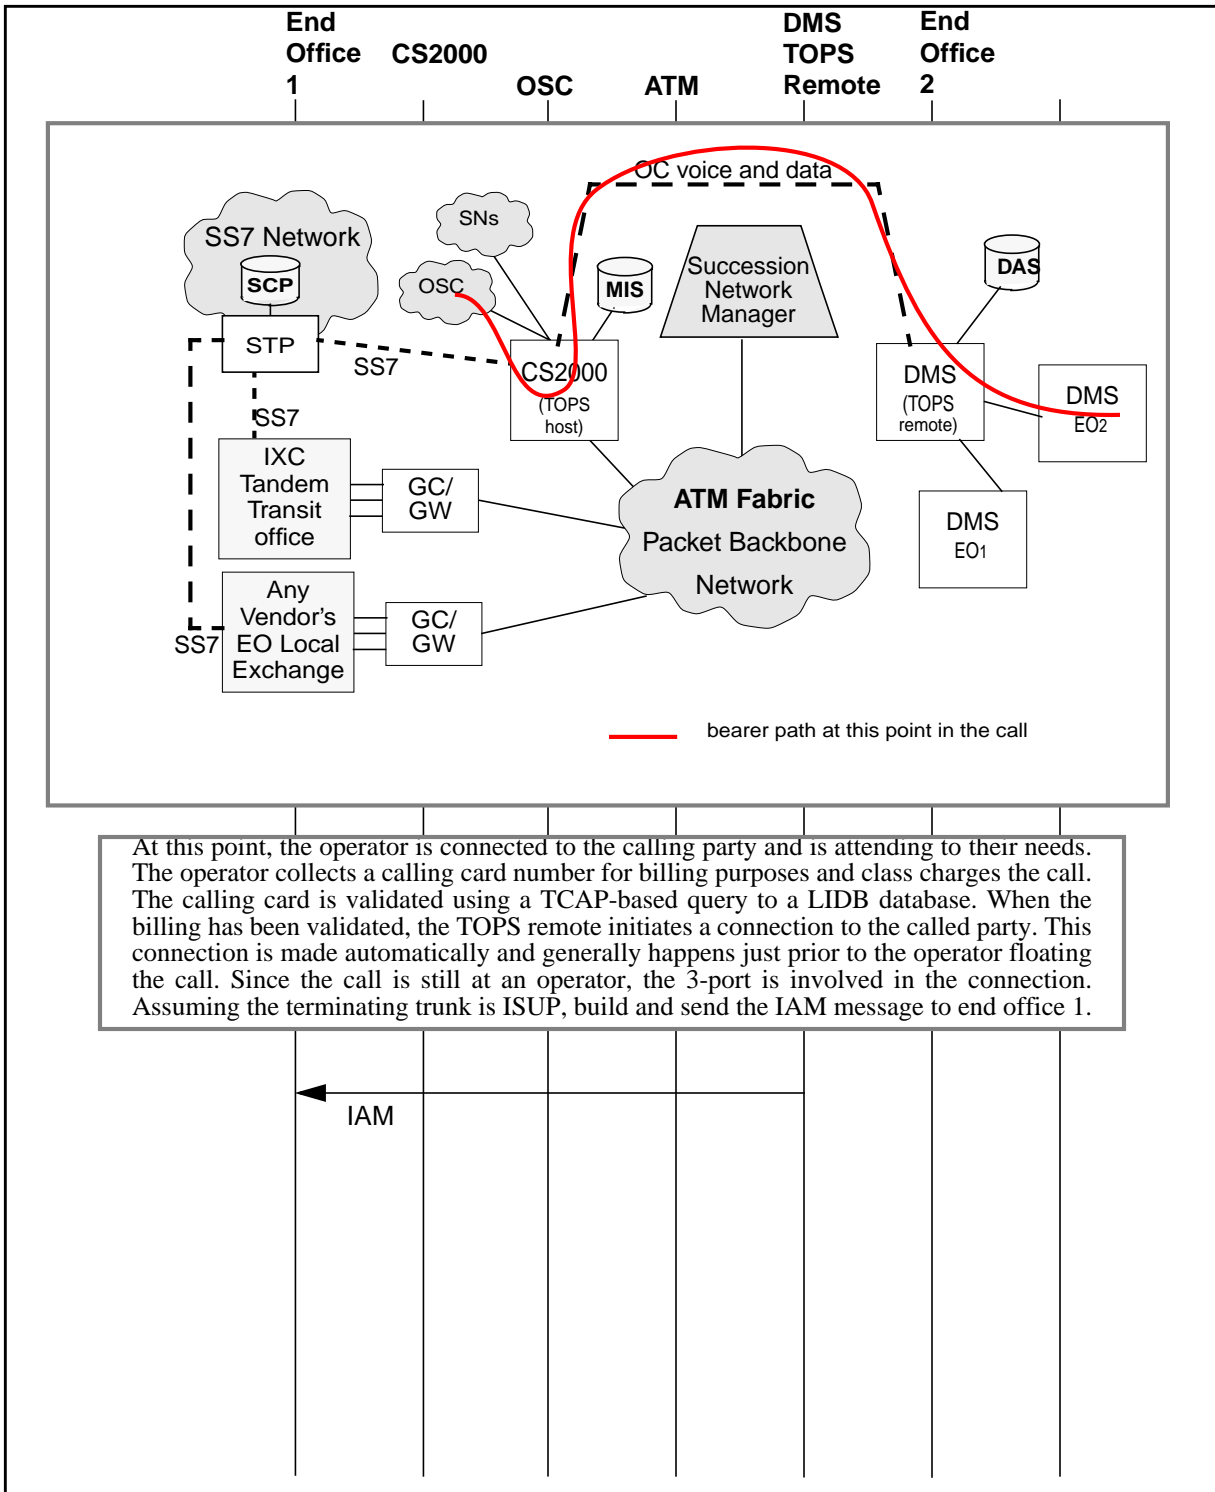 End
Office
1
CS2000
OSC
ATM
DMS
TOPS
Remote
End
Office
2
OC voice and data
SS7 Network
SCP
STP
SNs
OSC
MIS
Succession
Network
Manager
DAS
SS7
CS2000
(TOPS
host)
DMS
(TOPS
remote)
DMS
EO2
SS7
IXC
Tandem
Transit
office
GC/
GW
ATM Fabric
Packet Backbone
Network
DMS
EO1
Any
Vendor's
EO Local
Exchange
GC/
GW
SS7
bearer path at this point in the call
At this point, the operator is connected to the calling party and is attending to their needs.
The operator collects a calling card number for billing purposes and class charges the call.
The calling card is validated using a TCAP-based query to a LIDB database. When the
billing has been validated, the TOPS remote initiates a connection to the called party. This
connection is made automatically and generally happens just prior to the operator floating
the call. Since the call is still at an operator, the 3-port is involved in the connection.
Assuming the terminating trunk is ISUP, build and send the IAM message to end office 1.
IAM